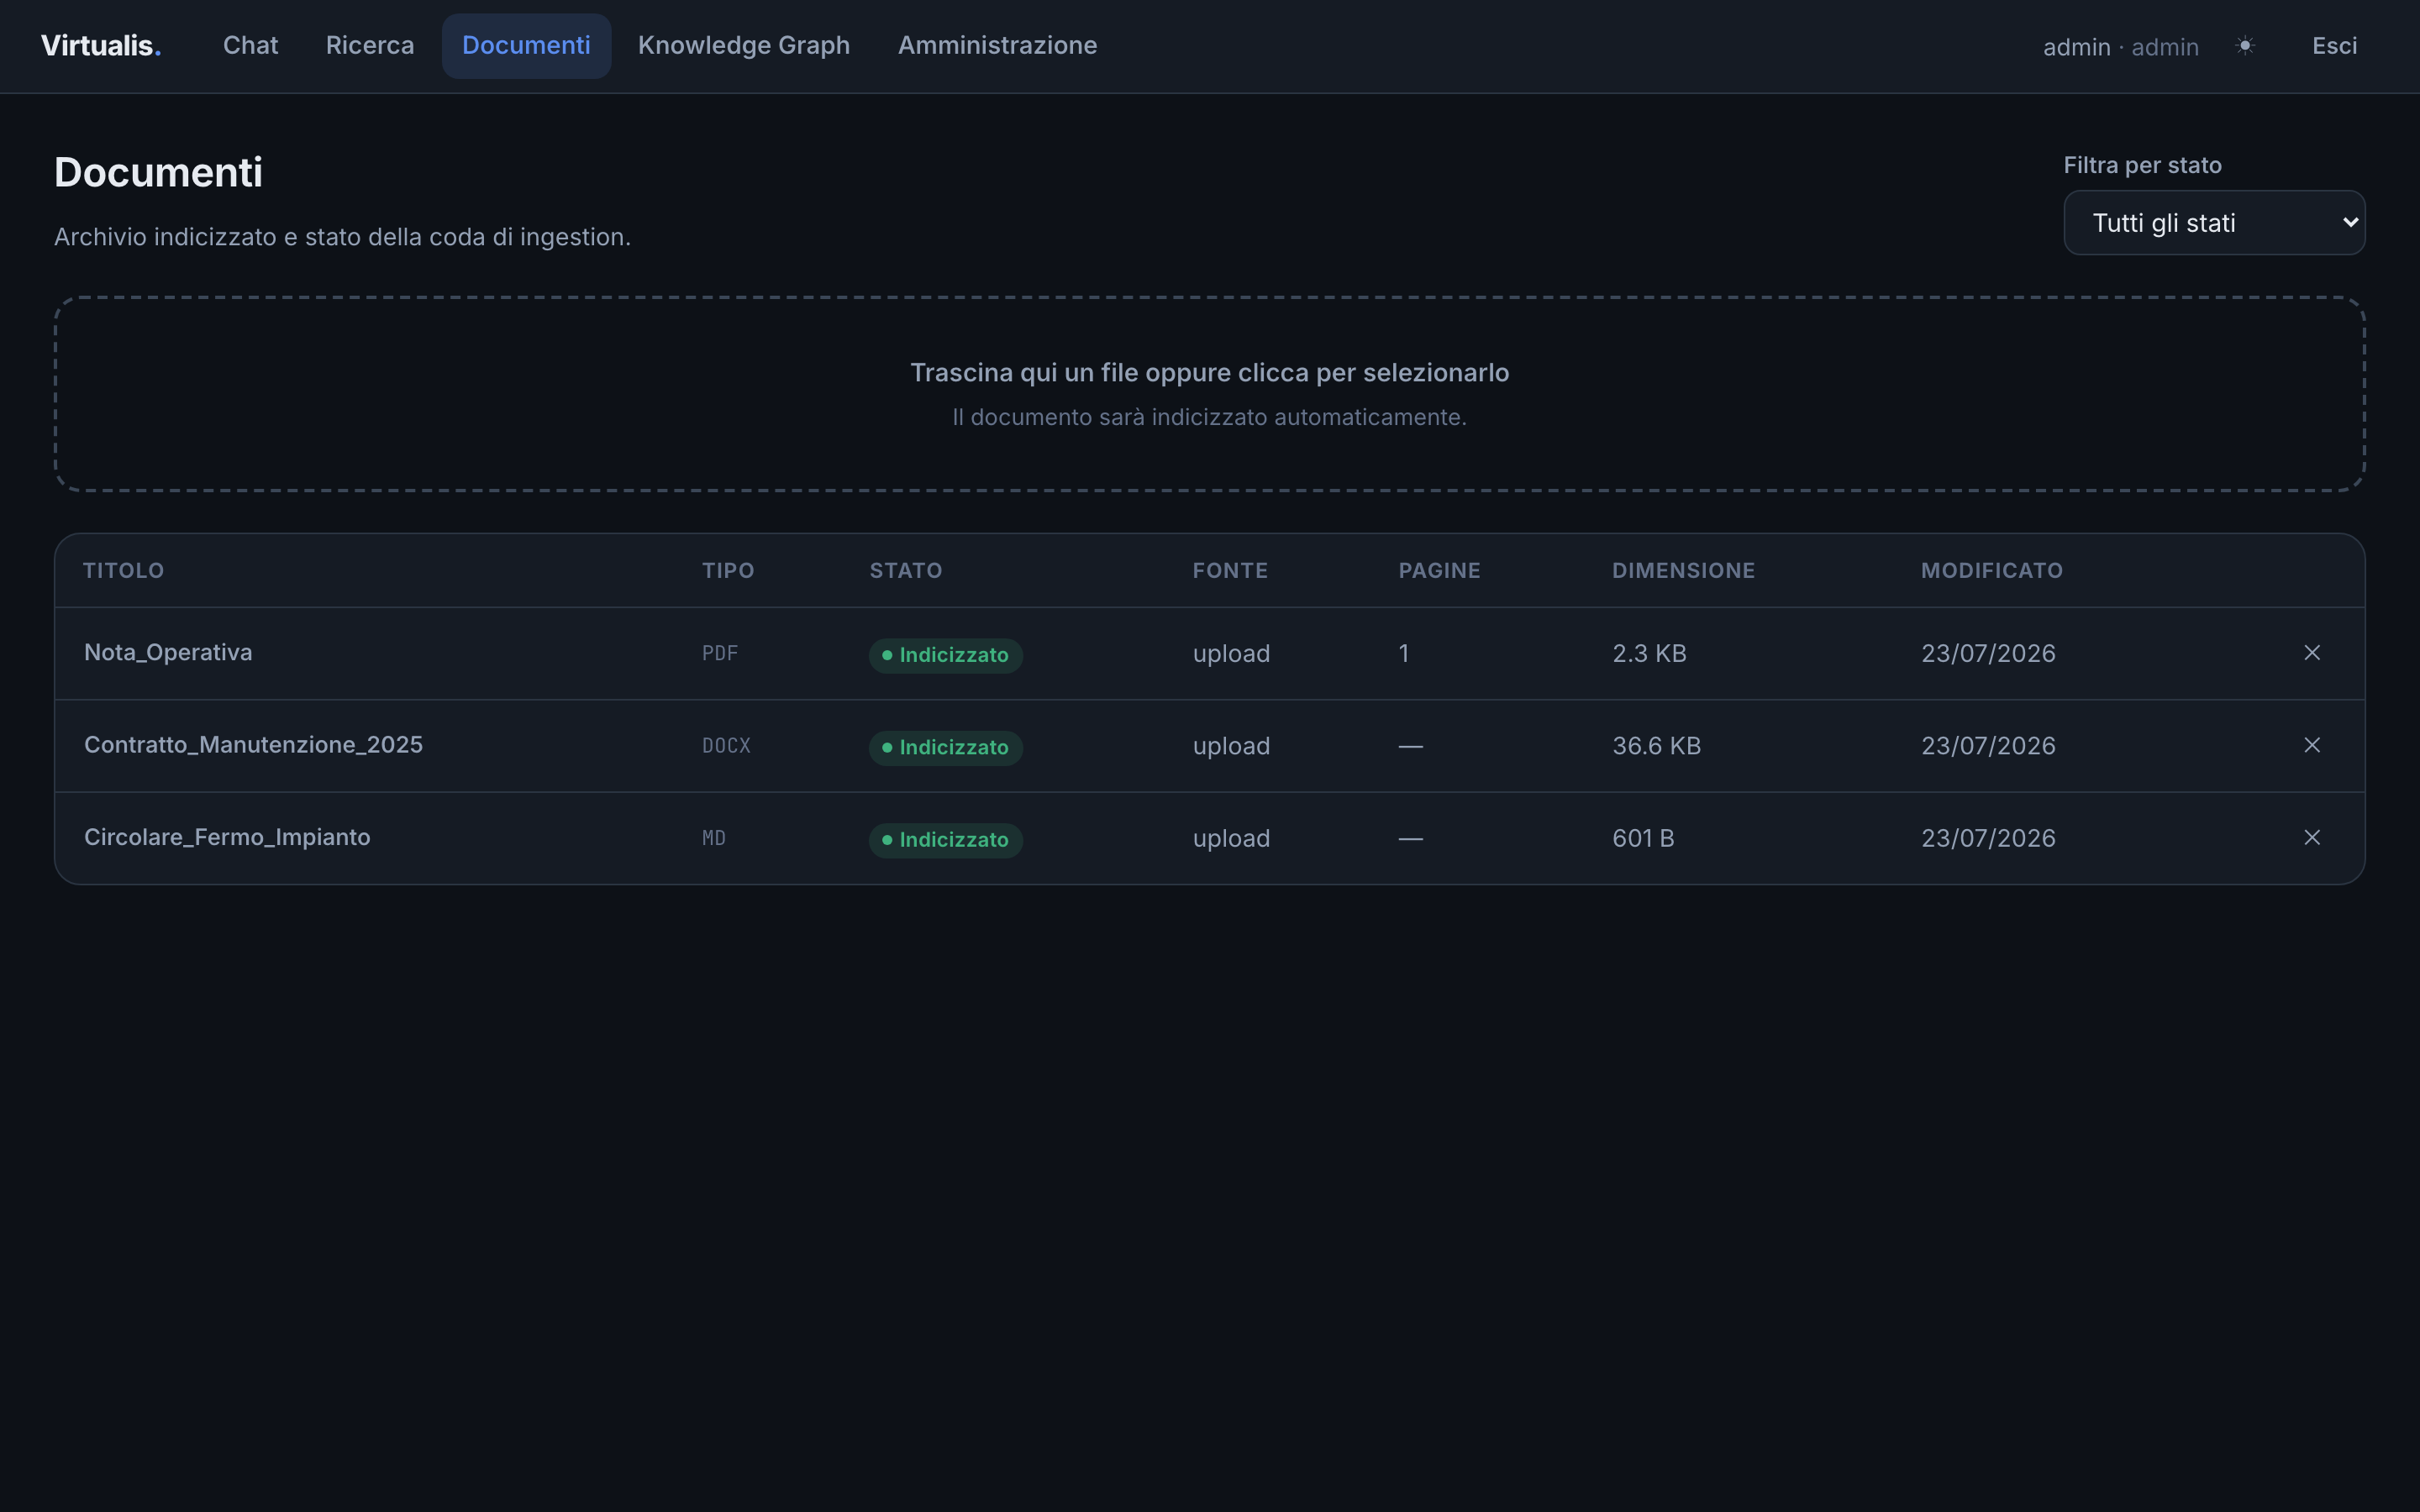 Virtualis. Chat Ricerca Documenti Knowledge Graph Amministrazione admin · admin Esci
Documenti
Archivio indicizzato e stato della coda di ingestion.
Filtra per stato
Tutti gli stati
Trascina qui un file oppure clicca per selezionarlo
Il documento sarà indicizzato automaticamente.
TITOLO TIPO STATO FONTE PAGINE DIMENSIONE MODIFICATO
Nota_Operativa PDF Indicizzato upload 1 2.3 KB 23/07/2026
Contratto_Manutenzione_2025 DOCX Indicizzato upload — 36.6 KB 23/07/2026
Circolare_Fermo_Impianto MD Indicizzato upload — 601 B 23/07/2026